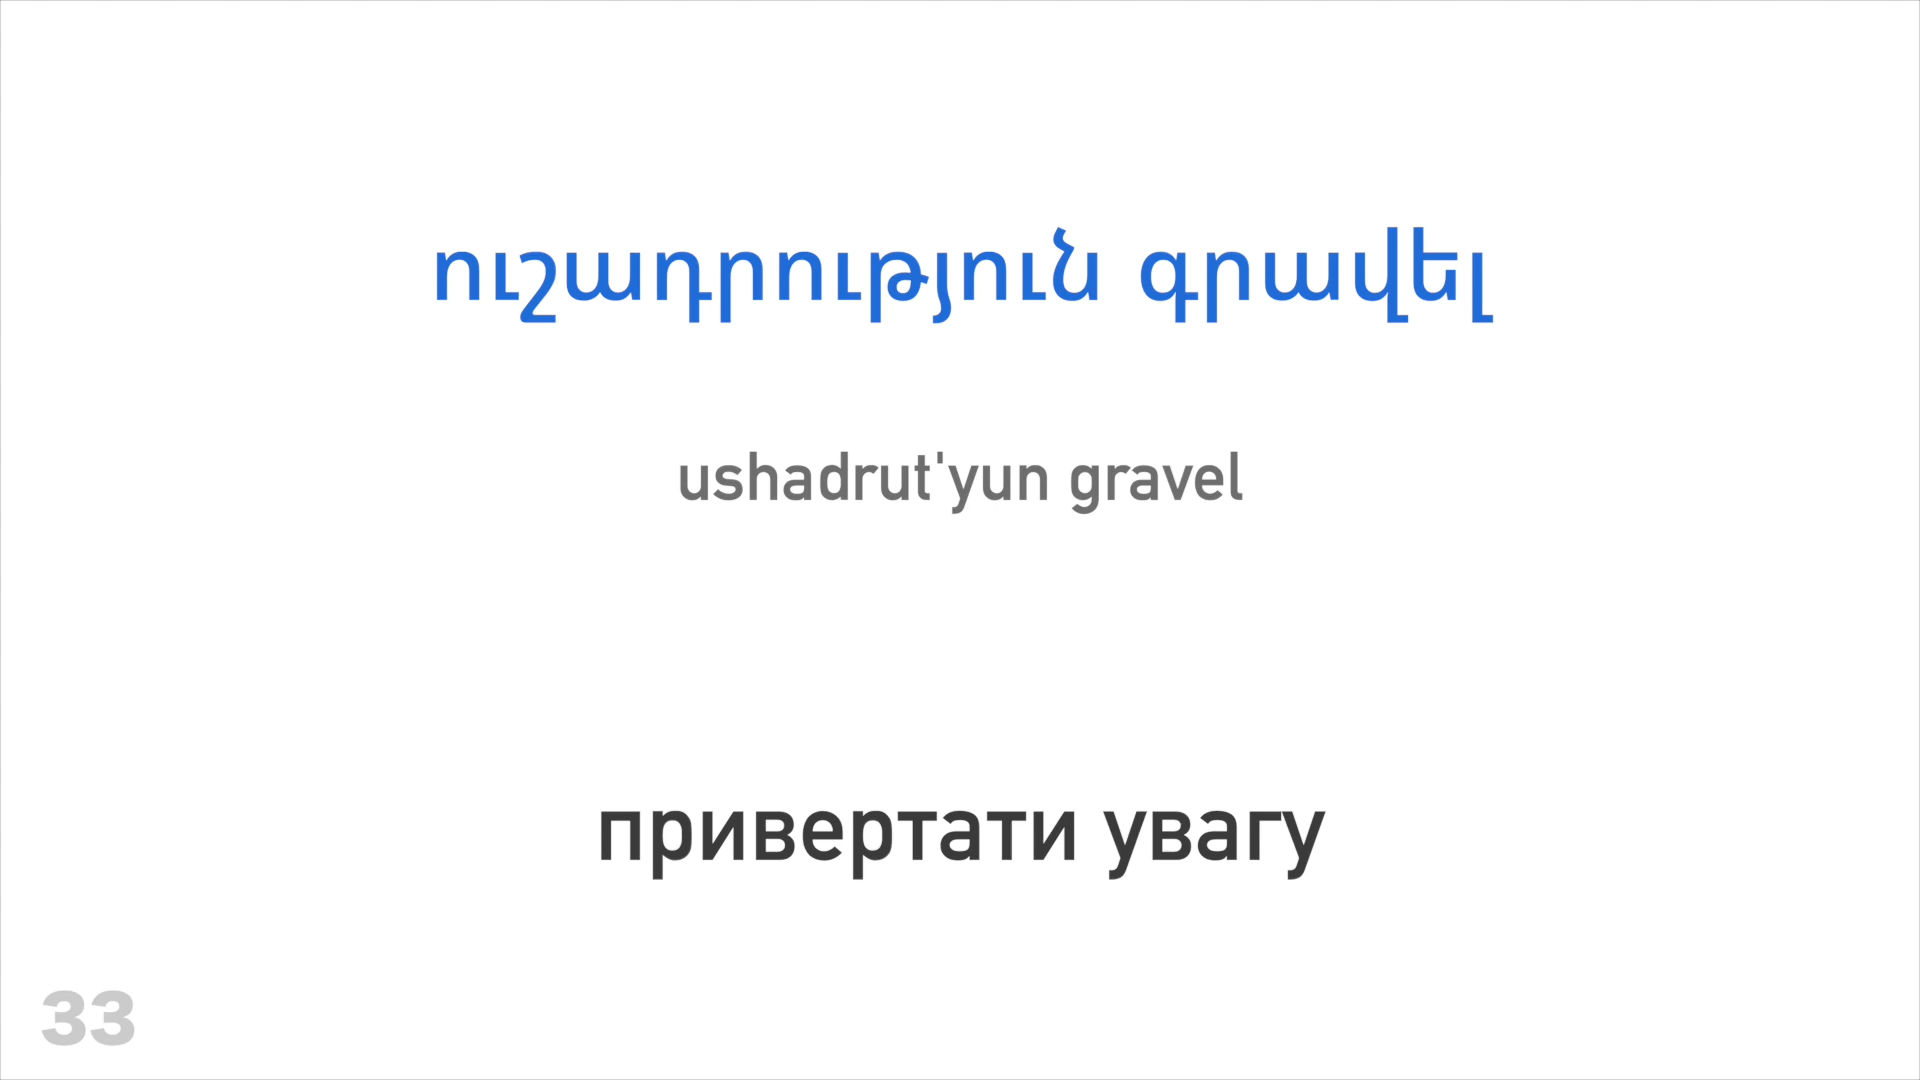 ուշադրություն գրավել
ushadrut'yun gravel
привертати увагу
33